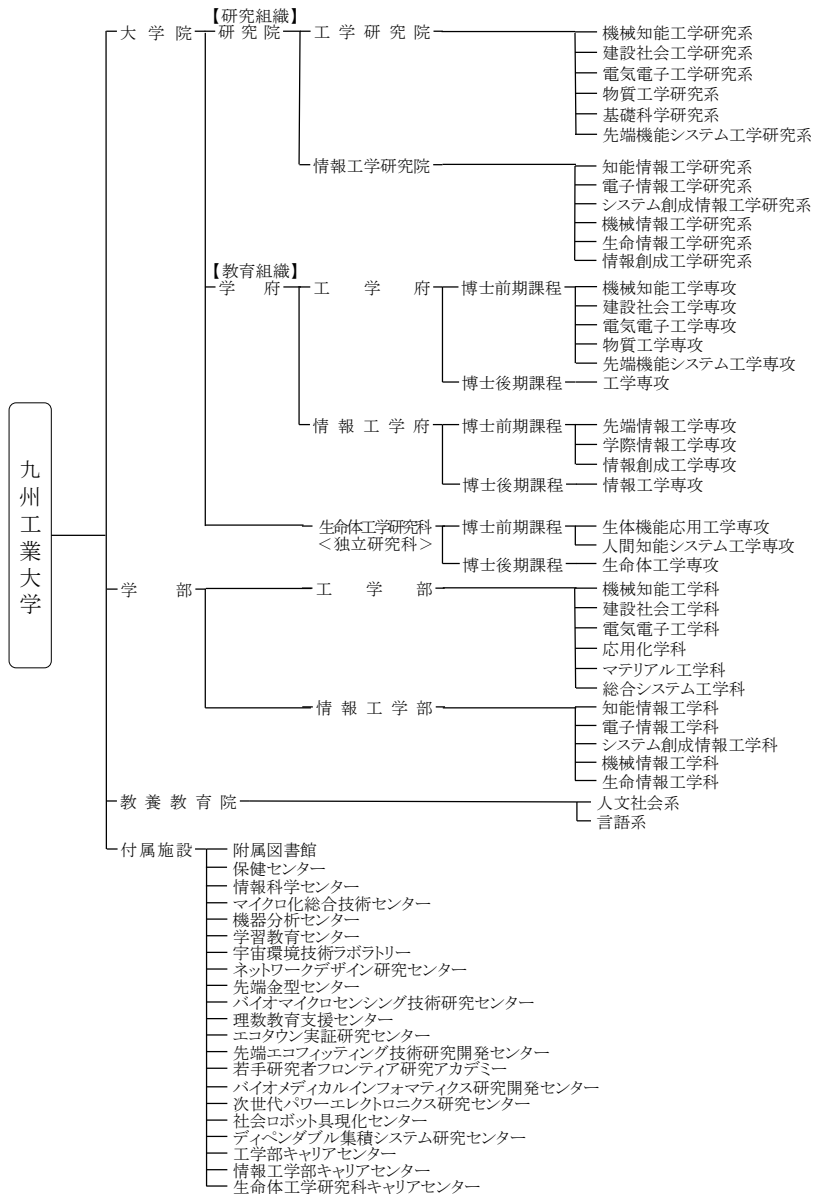 【研究組織】
大学院 研究院 工学研究院 機械知能工学研究系
建設社会工学研究系
電気電子工学研究系
物質工学研究系
基礎科学研究系
先端機能システム工学研究系
情報工学研究院 知能情報工学研究系
電子情報工学研究系
システム創成情報工学研究系
機械情報工学研究系
生命情報工学研究系
情報創成工学研究系
【教育組織】
学府 工学府 博士前期課程 機械知能工学専攻
建設社会工学専攻
電気電子工学専攻
物質工学専攻
先端機能システム工学専攻
博士後期課程 工学専攻
情報工学府 博士前期課程 先端情報工学専攻
学際情報工学専攻
情報創成工学専攻
博士後期課程 情報工学専攻
生命体工学研究科 博士前期課程 生体機能応用工学専攻
<独立研究科> 人間知能システム工学専攻
博士後期課程 生命体工学専攻
九州工業大学
学部 工学部 機械知能工学科
建設社会工学科
電気電子工学科
応用化学科
マテリアル工学科
総合システム工学科
情報工学部 知能情報工学科
電子情報工学科
システム創成情報工学科
機械情報工学科
生命情報工学科
教養教育院 人文社会系
言語系
付属施設 附属図書館
保健センター
情報科学センター
マイクロ化総合技術センター
機器分析センター
学習教育センター
宇宙環境技術ラボラトリー
ネットワークデザイン研究センター
先端金型センター
バイオマイクロセンシング技術研究センター
理数教育支援センター
エコタウン実証研究センター
先端エコフィッティング技術研究開発センター
若手研究者フロンティア研究アカデミー
バイオメディカルインフォマティクス研究開発センター
次世代パワーエレクトロニクス研究センター
社会ロボット具現化センター
ディペンダブル集積システム研究センター
工学部キャリアセンター
情報工学部キャリアセンター
生命体工学研究科キャリアセンター